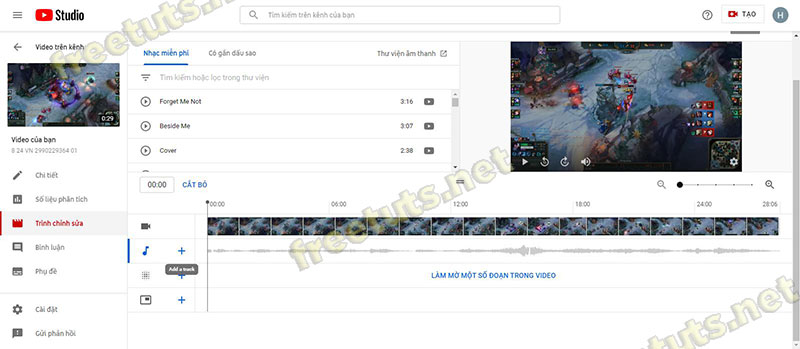 Studio
Tìm kiếm trên kênh của bạn
TẠO
H
Video trên kênh
0:29
Video của bạn
8 24 VN 2990229364 01
Chi tiết
Số liệu phân tích
Trình chỉnh sửa
Bình luận
Phụ đề
Cài đặt
Gửi phản hồi
Nhạc miễn phí
Có gắn dấu sao
Thư viện âm thanh
Tìm kiếm hoặc lọc trong thư viện
Forget Me Not 3:16
Beside Me 3:07
Cover 2:38
00:00
CẮT BỎ
00:00 06:00 12:00 18:00 24:00 28:06
Add a track
LÀM MỜ MỘT SỐ ĐOẠN TRONG VIDEO
freetuts.net
freetuts.net
freetuts.net
freetuts.net